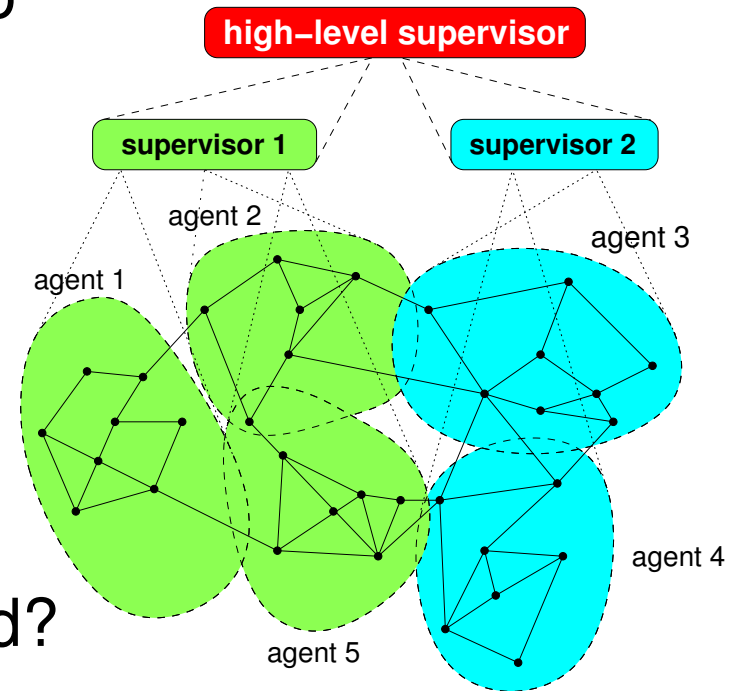 high–level supervisor
supervisor 1
supervisor 2
agent 2
agent 3
agent 1
agent 4
d?
agent 5